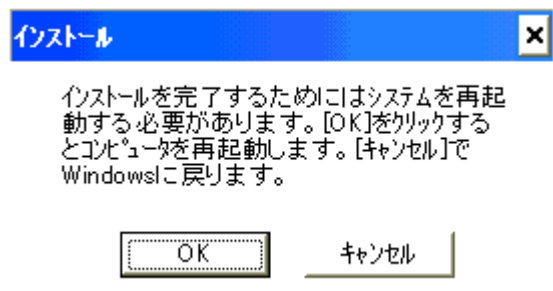 インストール
インストールを完了するためにはシステムを再起
動する必要があります。[OK]をクリックする
とコンピュータを再起動します。[キャンセル]で
Windowsに戻ります。
OK
キャンセル